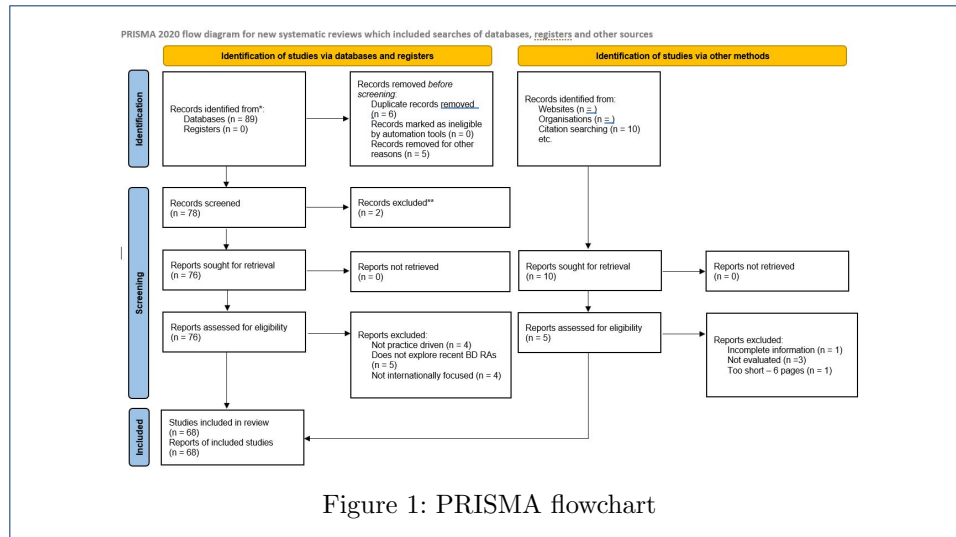 PRISMA 2020 flow diagram for new systematic reviews which included searches of databases, registers and other sources
Identification of studies via databases and registers
Identification of studies via other methods
Identification
Records identified from*:
Databases (n = 89)
Registers (n = 0)
Records removed before
screening:
Duplicate records removed
(n = 6)
Records marked as ineligible
by automation tools (n = 0)
Records removed for other
reasons (n = 5)
Records identified from:
Websites (n = )
Organisations (n = )
Citation searching (n = 10)
etc.
Screening
Records screened
(n = 78)
Records excluded**
(n = 2)
Reports sought for retrieval
(n = 76)
Reports not retrieved
(n = 0)
Reports sought for retrieval
(n = 10)
Reports not retrieved
(n = 0)
Reports assessed for eligibility
(n = 76)
Reports excluded:
Not practice driven (n = 4)
Does not explore recent BD RAs
(n = 5)
Not internationally focused (n = 4)
Reports assessed for eligibility
(n = 5)
Reports excluded:
Incomplete information (n = 1)
Not evaluated (n =3)
Too short – 6 pages (n = 1)
Included
Studies included in review
(n = 68)
Reports of included studies
(n = 68)
Figure 1: PRISMA flowchart